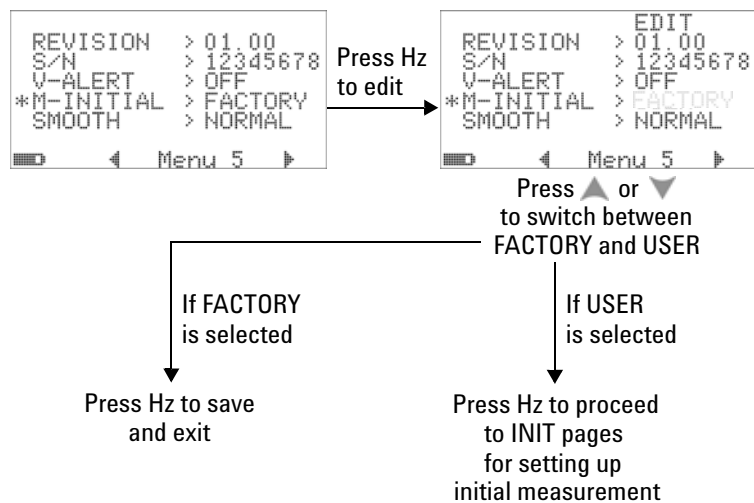 REVISION > 01.00
S/N > 12345678
V-ALERT > OFF
*M-INITIAL > FACTORY
SMOOTH > NORMAL
Menu 5
Press Hz
to edit
EDIT
REVISION > 01.00
S/N > 12345678
V-ALERT > OFF
*M-INITIAL > FACTORY
SMOOTH > NORMAL
Menu 5
Press ▲ or ▼
to switch between
FACTORY and USER
If FACTORY
is selected
If USER
is selected
Press Hz to save
and exit
Press Hz to proceed
to INIT pages
for setting up
initial measurement